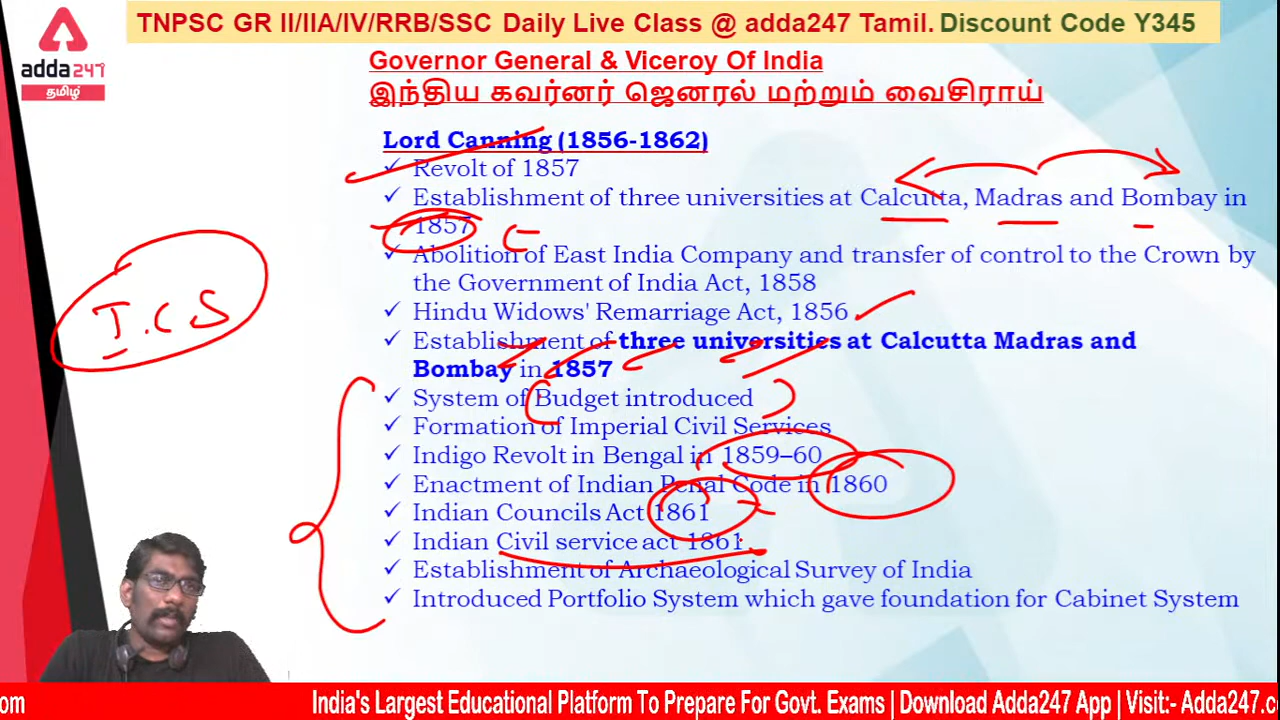 TNPSC GR II/IIA/IV/RRB/SSC Daily Live Class @ adda247 Tamil. Discount Code Y345
adda247
தமிழ்
Governor General & Viceroy Of India
இந்திய கவர்னர் ஜெனரல் மற்றும் வைசிராய்
Lord Canning (1856-1862)
✓ Revolt of 1857
✓ Establishment of three universities at Calcutta, Madras and Bombay in
1857
✓ Abolition of East India Company and transfer of control to the Crown by
the Government of India Act, 1858
✓ Hindu Widows' Remarriage Act, 1856
✓ Establishment of three universities at Calcutta Madras and
Bombay in 1857
✓ System of Budget introduced
✓ Formation of Imperial Civil Services
✓ Indigo Revolt in Bengal in 1859–60
✓ Enactment of Indian Penal Code in 1860
✓ Indian Councils Act 1861
✓ Indian Civil service act 1861
✓ Establishment of Archaeological Survey of India
✓ Introduced Portfolio System which gave foundation for Cabinet System
I.C.S
om India's Largest Educational Platform To Prepare For Govt. Exams | Download Adda247 App | Visit:- Adda247.c